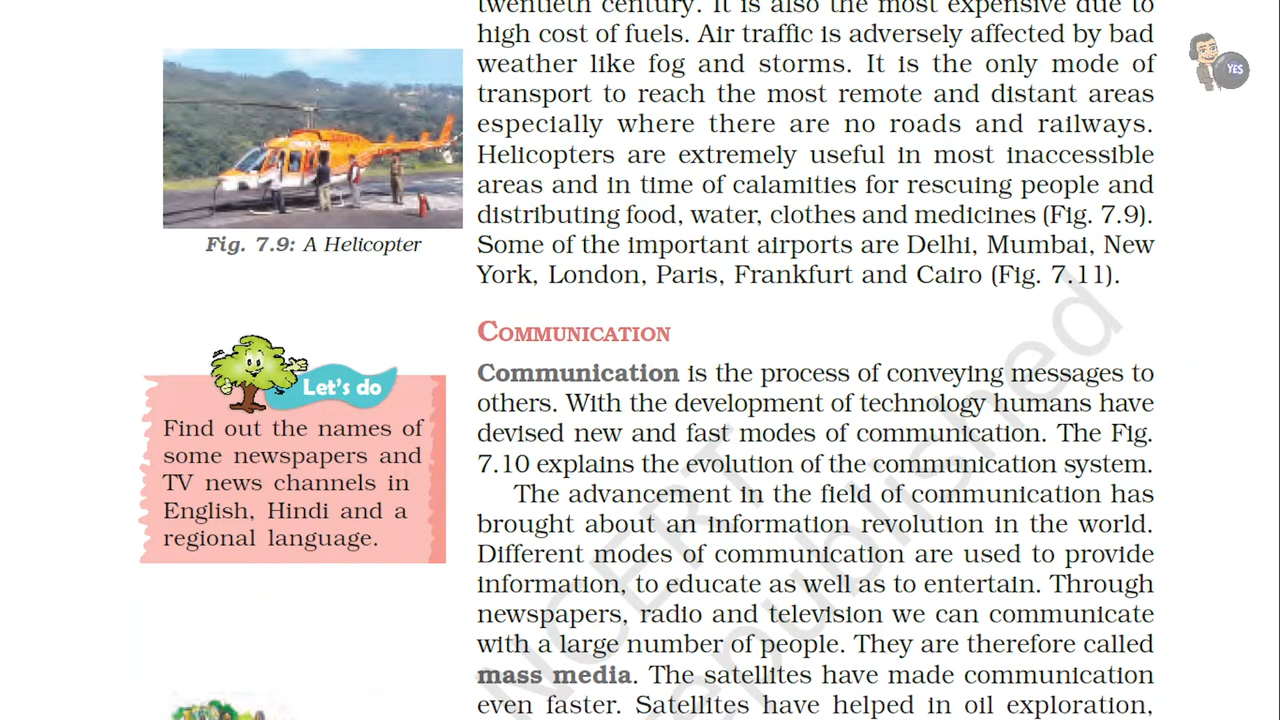 twentieth century. It is also the most expensive due to
high cost of fuels. Air traffic is adversely affected by bad
weather like fog and storms. It is the only mode of
transport to reach the most remote and distant areas
especially where there are no roads and railways.
Helicopters are extremely useful in most inaccessible
areas and in time of calamities for rescuing people and
distributing food, water, clothes and medicines (Fig. 7.9).
Some of the important airports are Delhi, Mumbai, New
York, London, Paris, Frankfurt and Cairo (Fig. 7.11).
YES
Fig. 7.9: A Helicopter
COMMUNICATION
Communication is the process of conveying messages to
others. With the development of technology humans have
devised new and fast modes of communication. The Fig.
7.10 explains the evolution of the communication system.
The advancement in the field of communication has
brought about an information revolution in the world.
Different modes of communication are used to provide
information, to educate as well as to entertain. Through
newspapers, radio and television we can communicate
with a large number of people. They are therefore called
mass media. The satellites have made communication
even faster. Satellites have helped in oil exploration,
Let's do
Find out the names of
some newspapers and
TV news channels in
English, Hindi and a
regional language.
NCERT
republished